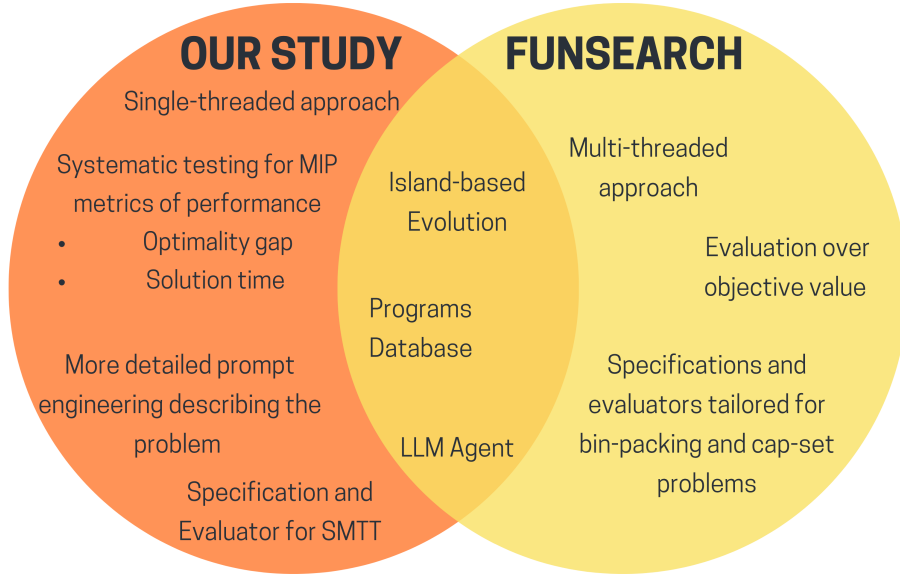 OUR STUDY
Single-threaded approach
Systematic testing for MIP
metrics of performance
• Optimality gap
• Solution time
More detailed prompt
engineering describing the
problem
Specification and
Evaluator for SMTT
Island-based
Evolution
Programs
Database
LLM Agent
FUNSEARCH
Multi-threaded
approach
Evaluation over
objective value
Specifications and
evaluators tailored for
bin-packing and cap-set
problems